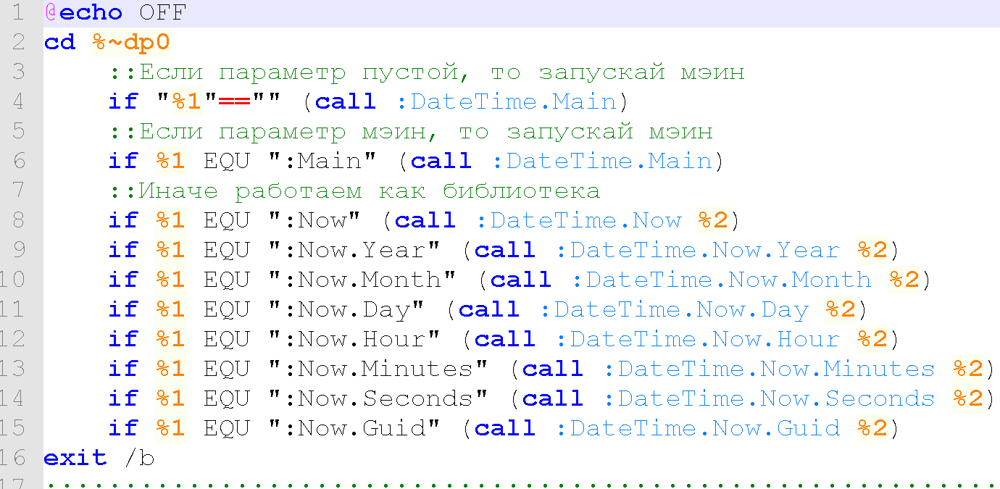 1 @echo OFF
2 cd %~dp0
3 ::Если параметр пустой, то запускай мэин
4 if "%1"=="" (call :DateTime.Main)
5 ::Если параметр мэин, то запускай мэин
6 if %1 EQU ":Main" (call :DateTime.Main)
7 ::Иначе работаем как библиотека
8 if %1 EQU ":Now" (call :DateTime.Now %2)
9 if %1 EQU ":Now.Year" (call :DateTime.Now.Year %2)
10 if %1 EQU ":Now.Month" (call :DateTime.Now.Month %2)
11 if %1 EQU ":Now.Day" (call :DateTime.Now.Day %2)
12 if %1 EQU ":Now.Hour" (call :DateTime.Now.Hour %2)
13 if %1 EQU ":Now.Minutes" (call :DateTime.Now.Minutes %2)
14 if %1 EQU ":Now.Seconds" (call :DateTime.Now.Seconds %2)
15 if %1 EQU ":Now.Guid" (call :DateTime.Now.Guid %2)
16 exit /b
17